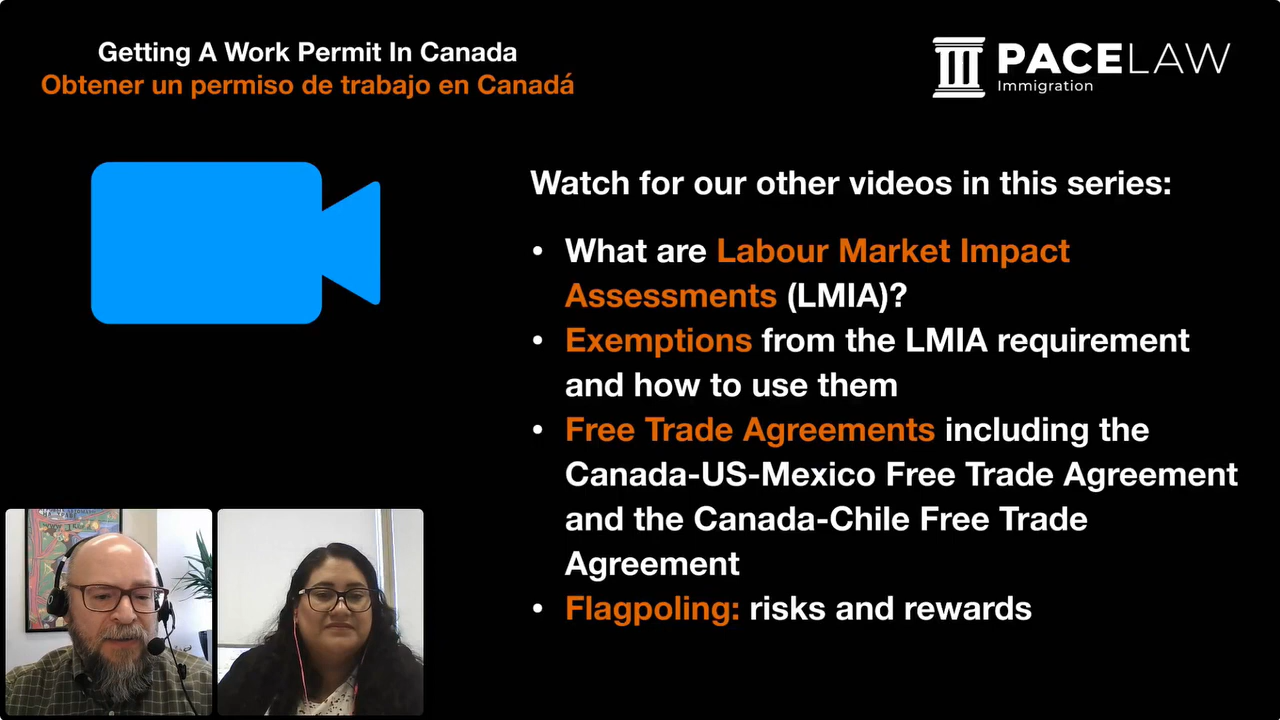 Getting A Work Permit In Canada
Obtener un permiso de trabajo en Canadá
PACELAW
Immigration
Watch for our other videos in this series:
• What are Labour Market Impact
Assessments (LMIA)?
• Exemptions from the LMIA requirement
and how to use them
• Free Trade Agreements including the
Canada-US-Mexico Free Trade Agreement
and the Canada-Chile Free Trade
Agreement
• Flagpoling: risks and rewards